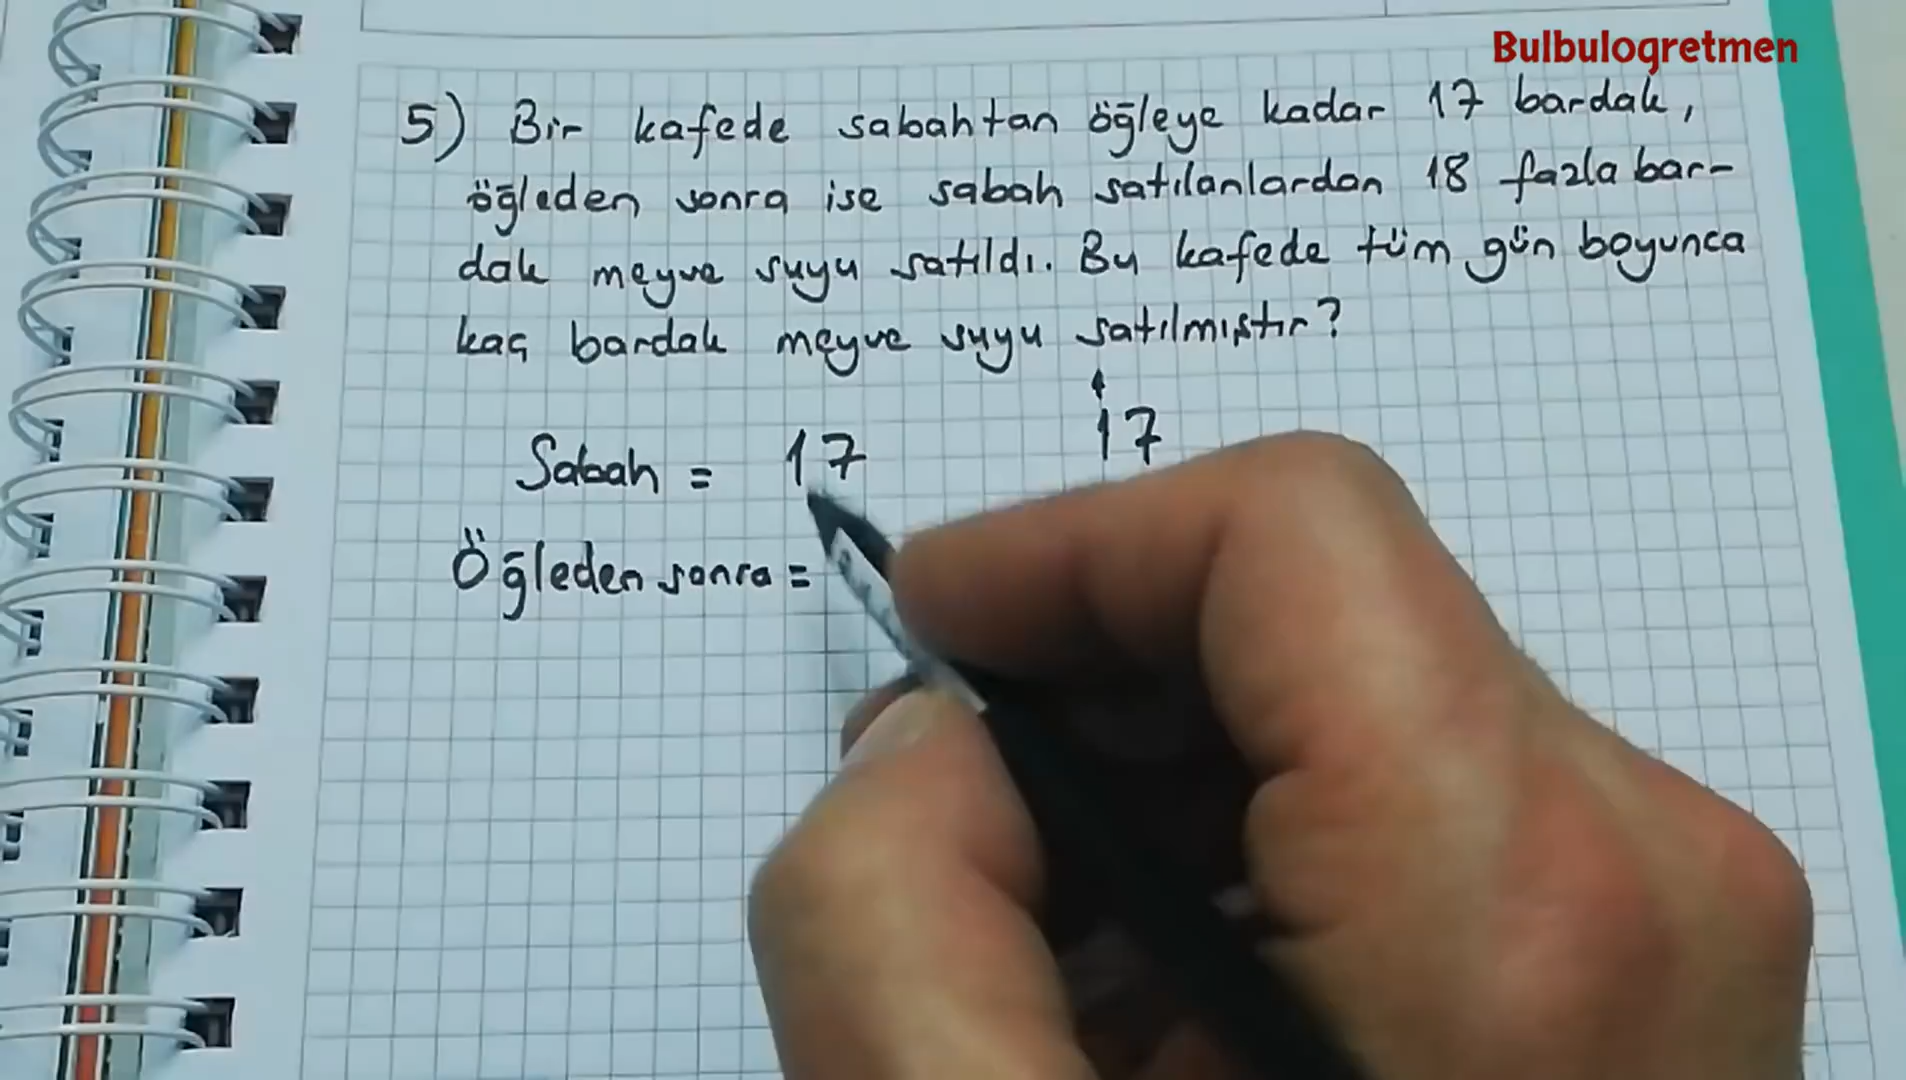 Bulbulogretmen
5) Bir kafede sabahtan öğleye kadar 17 bardak,
öğleden sonra ise sabah satılanlardan 18 fazla bar-
dak meyve suyu satıldı. Bu kafede tüm gün boyunca
kaç bardak meyve suyu satılmıştır?
Sabah = 17
17
Öğleden sonra =